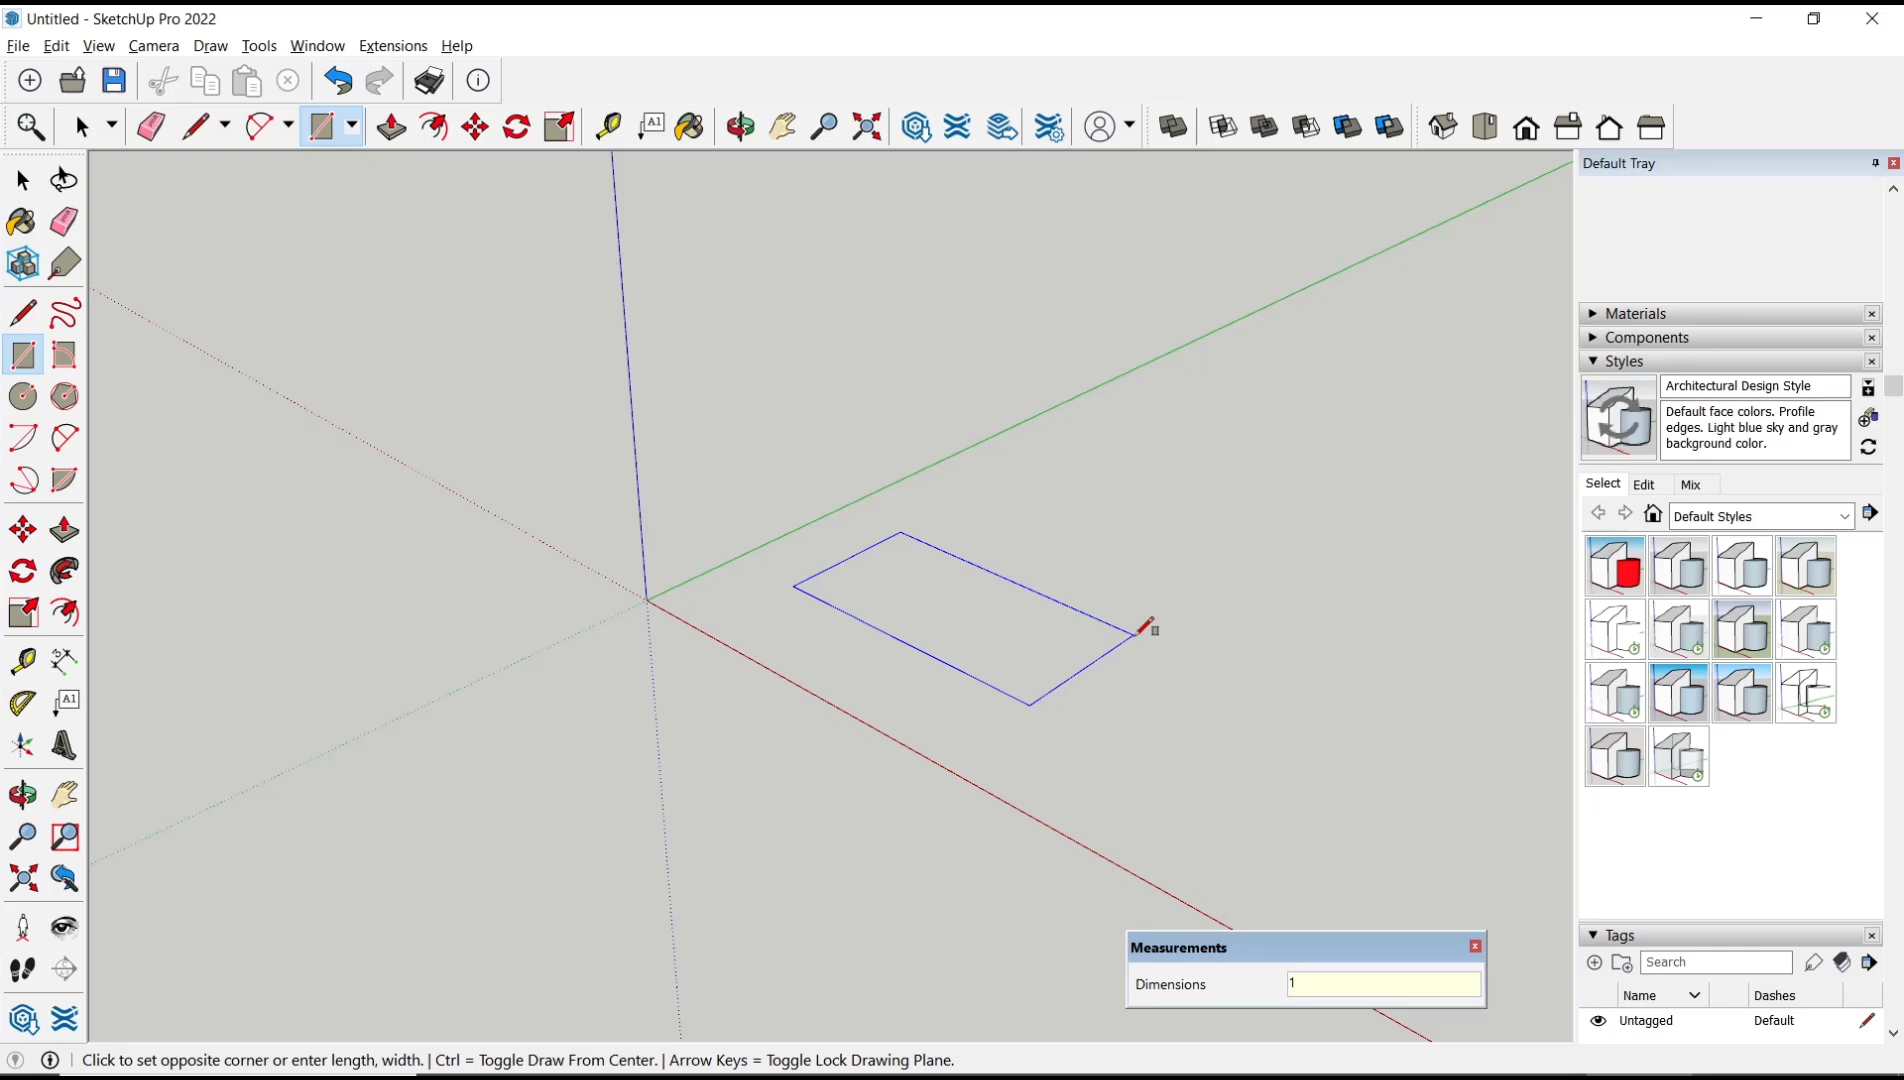 Untitled - SketchUp Pro 2022
File Edit View Camera Draw Tools Window Extensions Help
A1
Default Tray
Materials
Components
Styles
Architectural Design Style
Default face colors. Profile
edges. Light blue sky and gray
background color.
Select Edit Mix
Default Styles
A1
Measurements
Dimensions 1
Tags
Search
Name Dashes
Untagged Default
Click to set opposite corner or enter length, width. | Ctrl = Toggle Draw From Center. | Arrow Keys = Toggle Lock Drawing Plane.